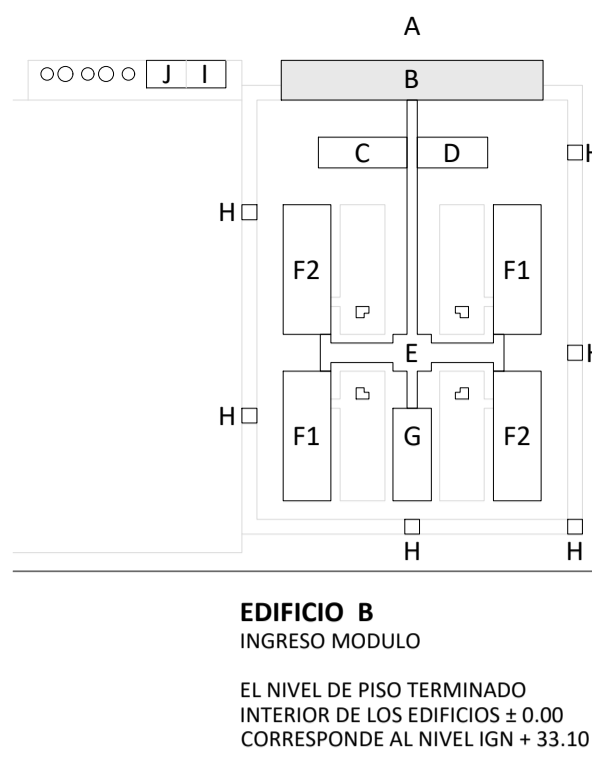 A
J I B
C D H
H
F2 F1
E H
H
F1 G F2
H H
EDIFICIO B
INGRESO MODULO
EL NIVEL DE PISO TERMINADO
INTERIOR DE LOS EDIFICIOS ± 0.00
CORRESPONDE AL NIVEL IGN + 33.10